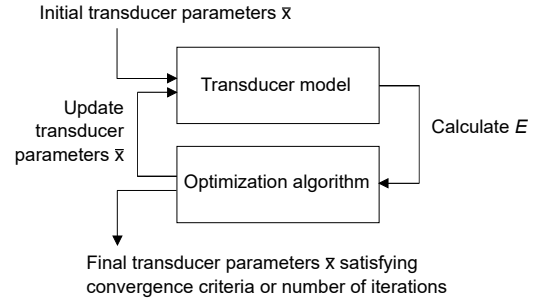 Initial transducer parameters x̅
Transducer model
Update
transducer
parameters x̅
Calculate E
Optimization algorithm
Final transducer parameters x̅ satisfying
convergence criteria or number of iterations